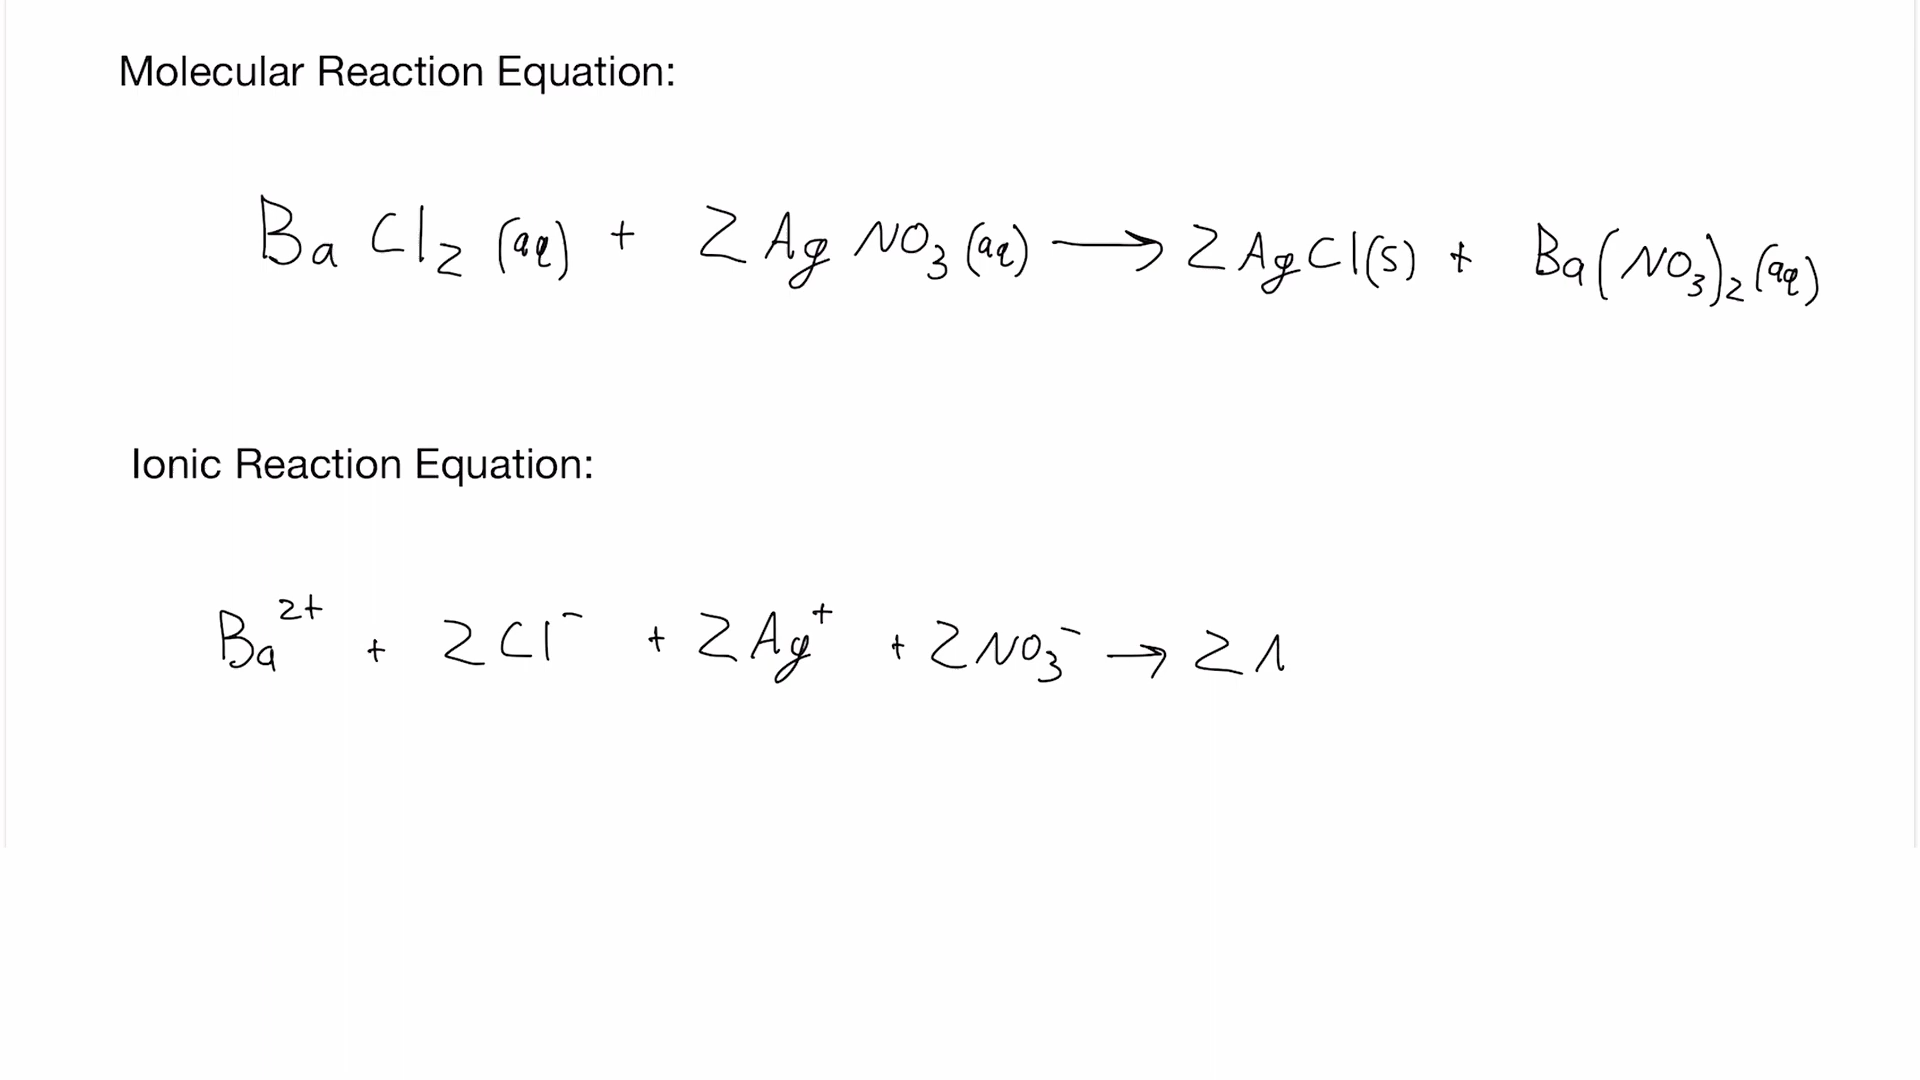 Molecular Reaction Equation:
BaCl₂ (aq) + 2AgNO₃ (aq) → 2AgCl(s) + Ba(NO₃)₂ (aq)
Ionic Reaction Equation:
Ba²⁺ + 2Cl⁻ + 2Ag⁺ + 2NO₃⁻ → 2